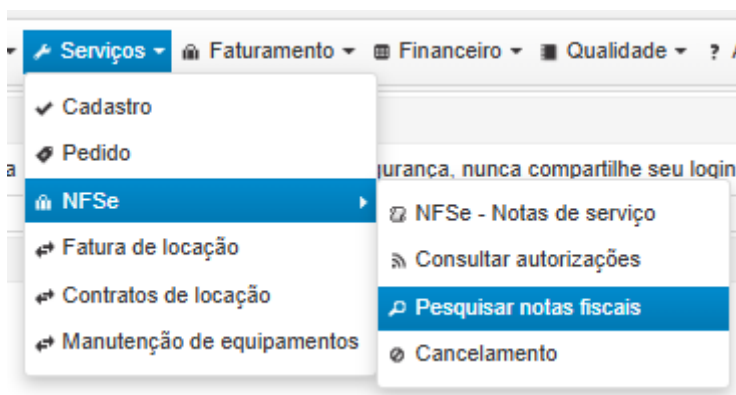 Serviços Faturamento Financeiro Qualidade ?
Cadastro
Pedido
a gurança, nunca compartilhe seu login
NFSe
NFSe - Notas de serviço
Fatura de locação
Consultar autorizações
Contratos de locação
Pesquisar notas fiscais
Manutenção de equipamentos
Cancelamento